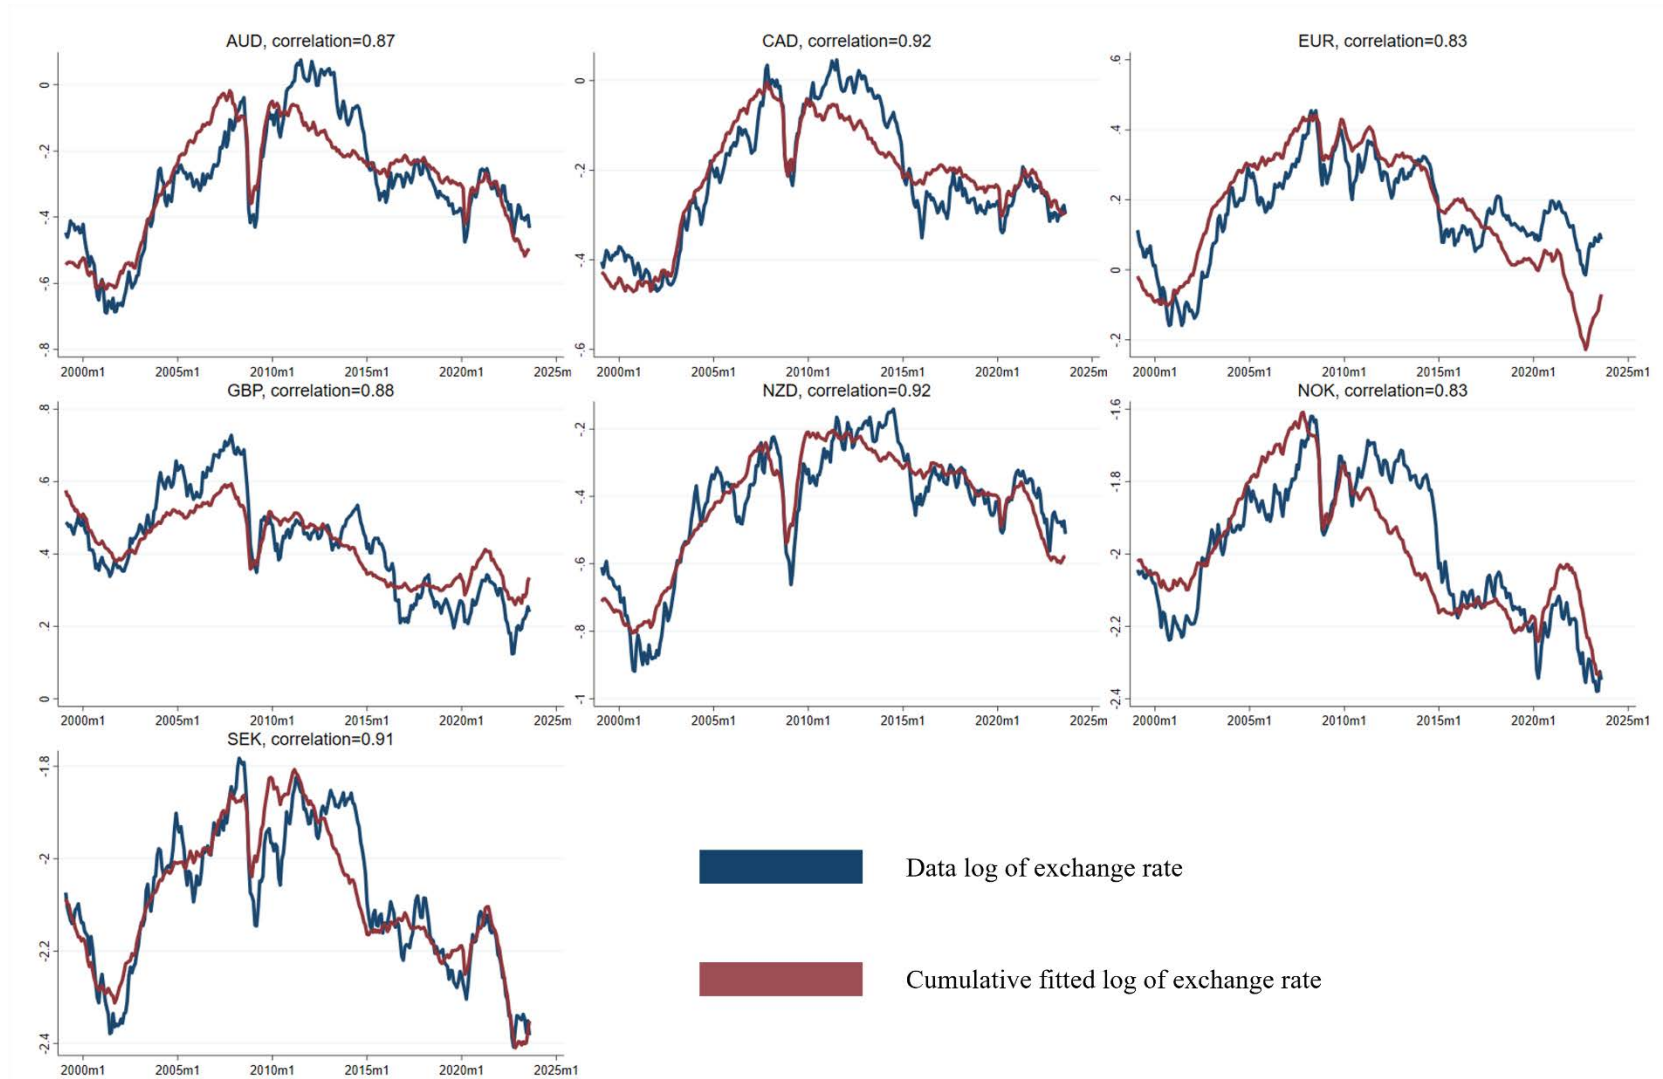 AUD, correlation=0.87
0
-.2
-.4
-.6
-.8
2000m1 2005m1 2010m1 2015m1 2020m1 2025m
CAD, correlation=0.92
0
-.2
-.4
-.6
2000m1 2005m1 2010m1 2015m1 2020m1 2025m1
EUR, correlation=0.83
.6
.4
.2
0
-.2
2000m1 2005m1 2010m1 2015m1 2020m1 2025m1
GBP, correlation=0.88
.8
.6
.4
.2
0
2000m1 2005m1 2010m1 2015m1 2020m1 2025m
NZD, correlation=0.92
-.2
-.4
-.6
-.8
-1
2000m1 2005m1 2010m1 2015m1 2020m1 2025m1
NOK, correlation=0.83
-1.6
-1.8
-2
-2.2
-2.4
2000m1 2005m1 2010m1 2015m1 2020m1 2025m1
SEK, correlation=0.91
-1.8
-2
-2.2
-2.4
2000m1 2005m1 2010m1 2015m1 2020m1 2025m1
Data log of exchange rate
Cumulative fitted log of exchange rate